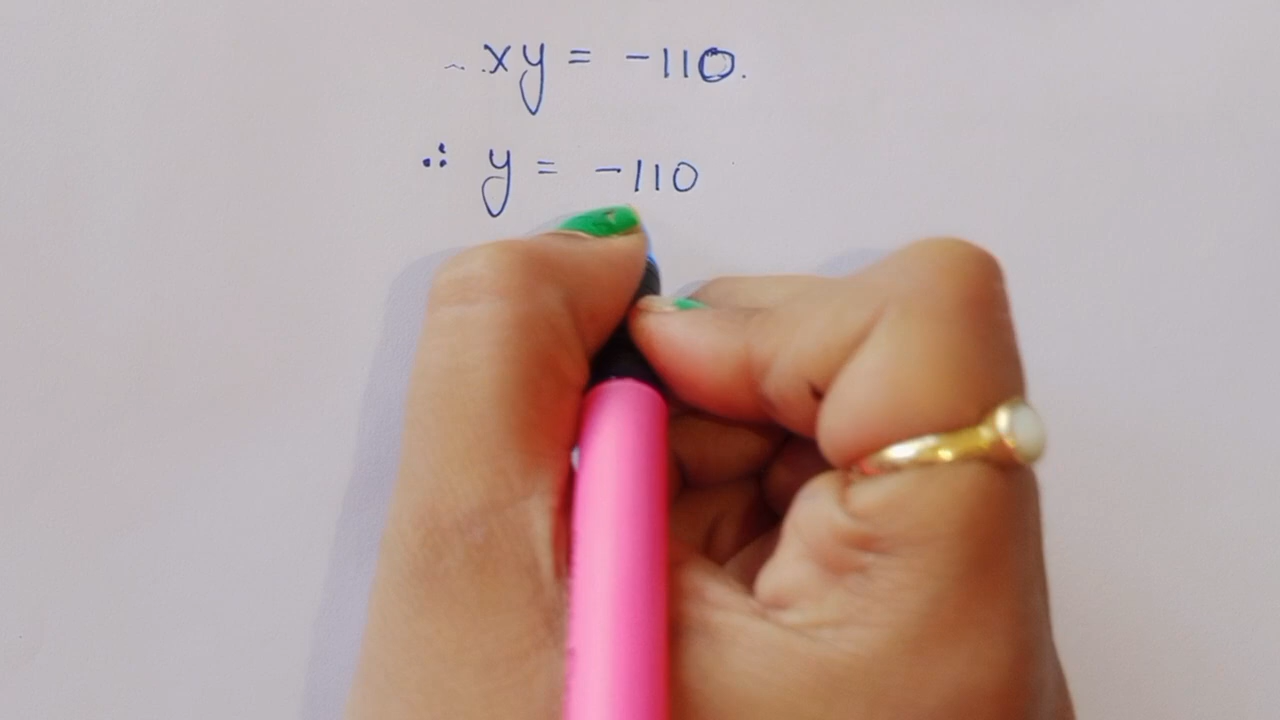 xy = -110.
∴ y = -110